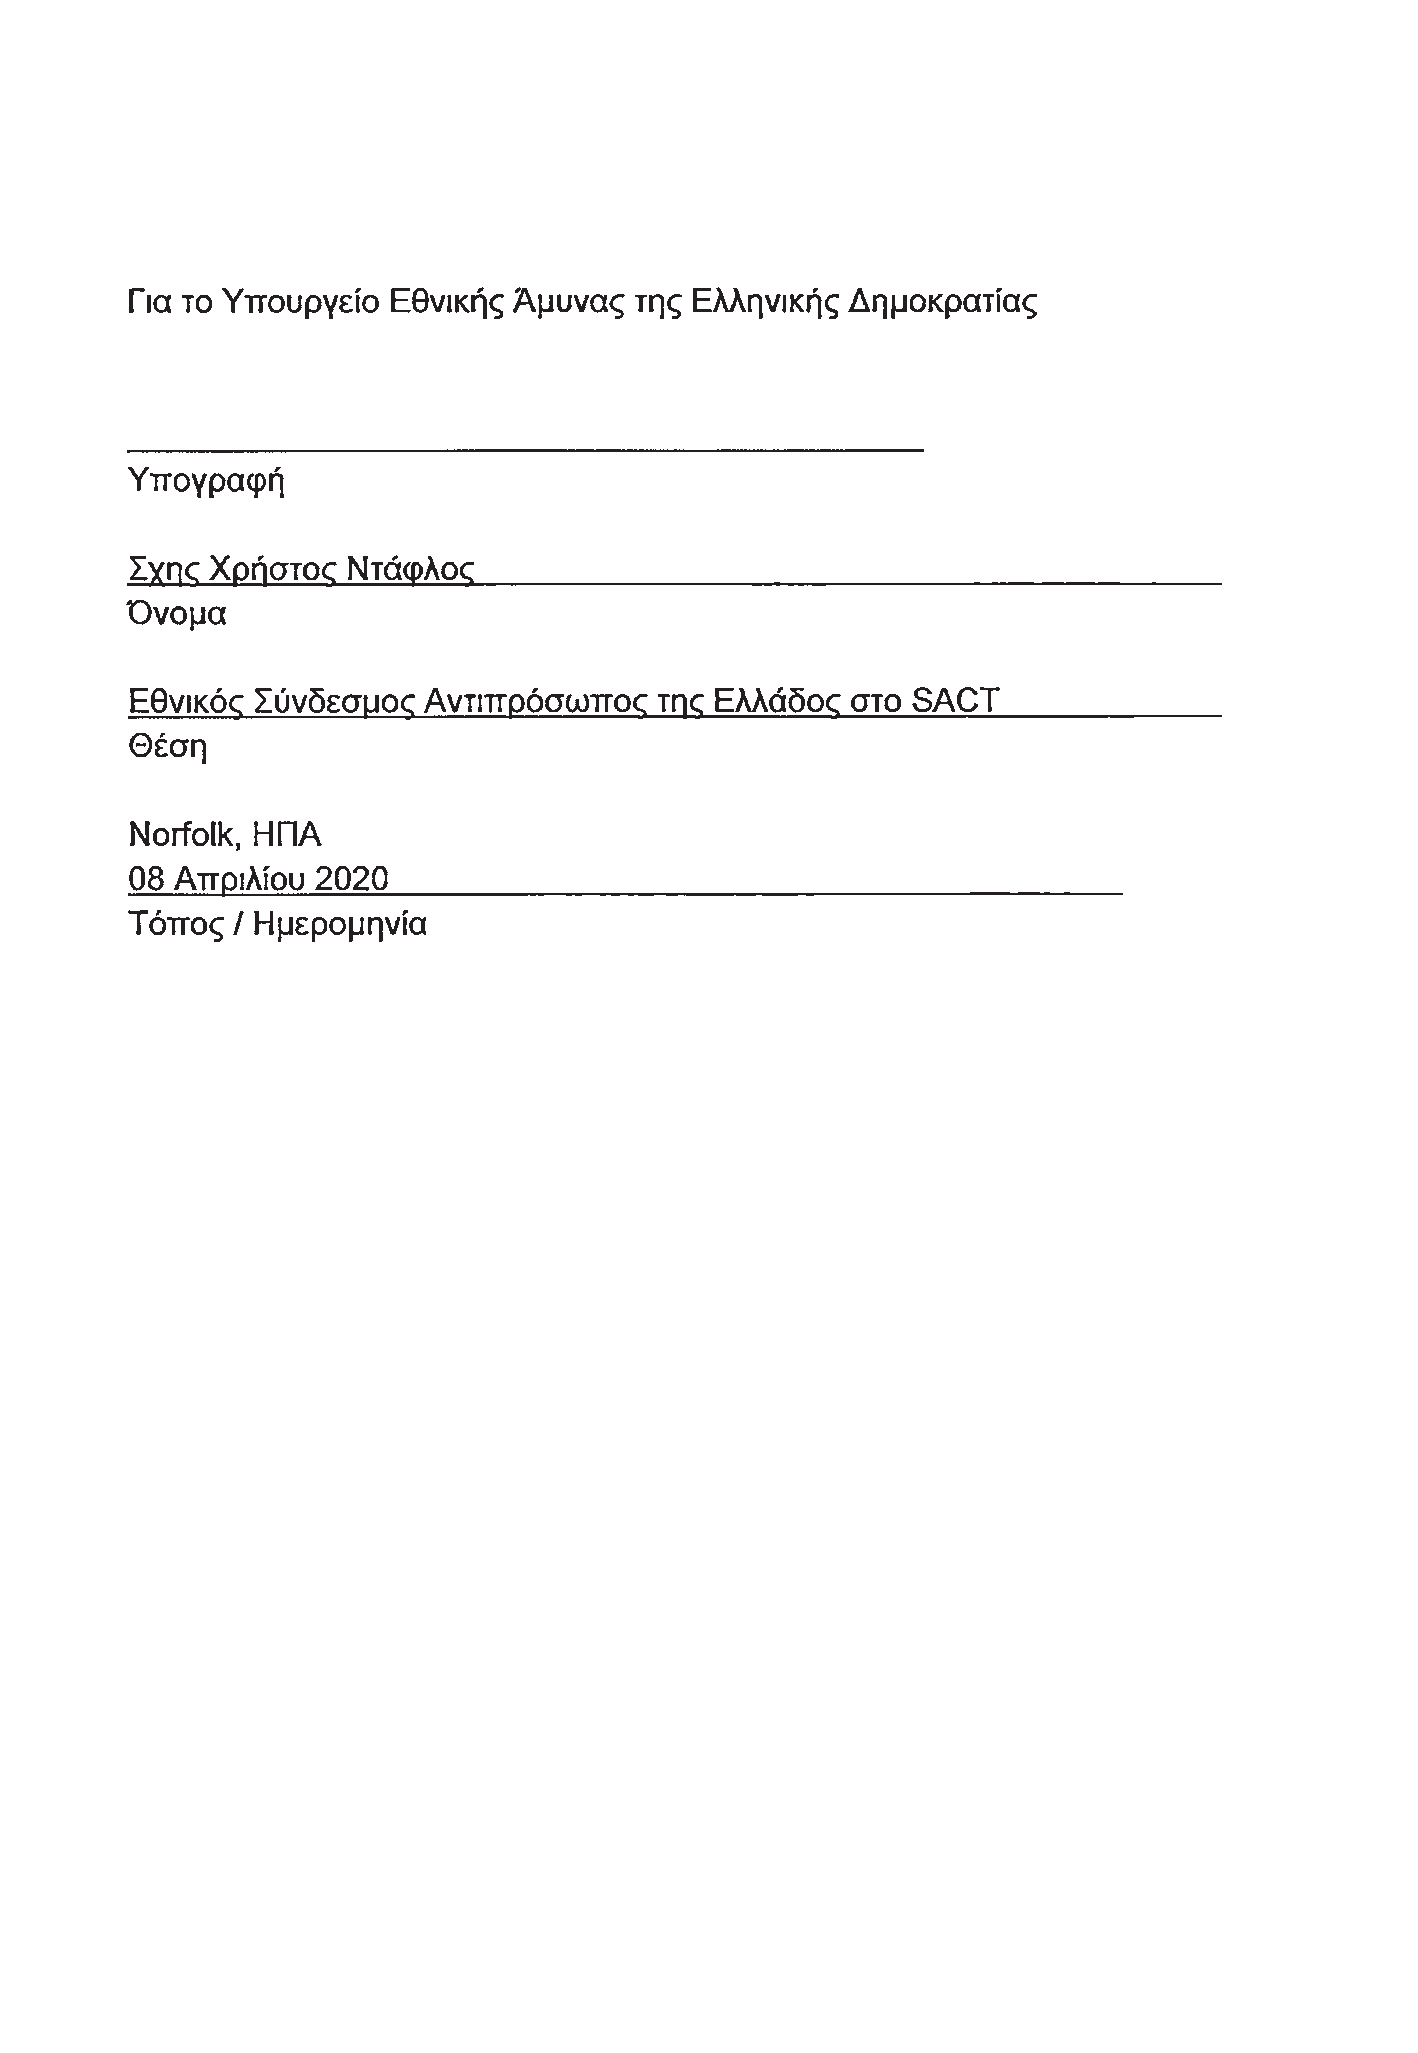 Για το Υπουργείο Εθνικής Άμυνας της Ελληνικής Δημοκρατίας
Υπογραφή
Σχης Χρήστος Ντάφλος
Όνομα
Εθνικός Σύνδεσμος Αντιπρόσωπος της Ελλάδος στο SACT
Θέση
Norfolk, ΗΠΑ
08 Απριλίου 2020
Τόπος / Ημερομηνία